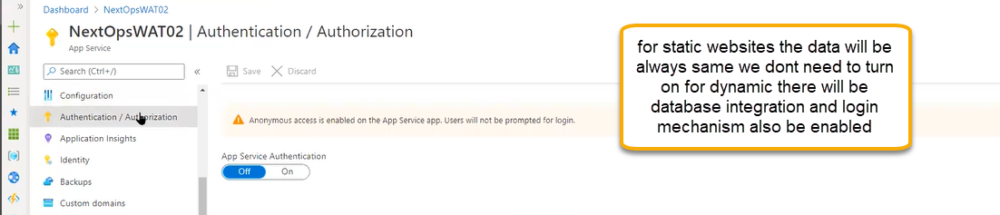 Dashboard > NextOpsWAT02
NextOpsWAT02 | Authentication / Authorization
App Service
Search (Ctrl+/)
«
Save
Discard
Configuration
Authentication / Authorization
Application Insights
Identity
Backups
Custom domains
Anonymous access is enabled on the App Service app. Users will not be prompted for login.
App Service Authentication
Off
On
for static websites the data will be
always same we dont need to turn
on for dynamic there will be
database integration and login
mechanism also be enabled